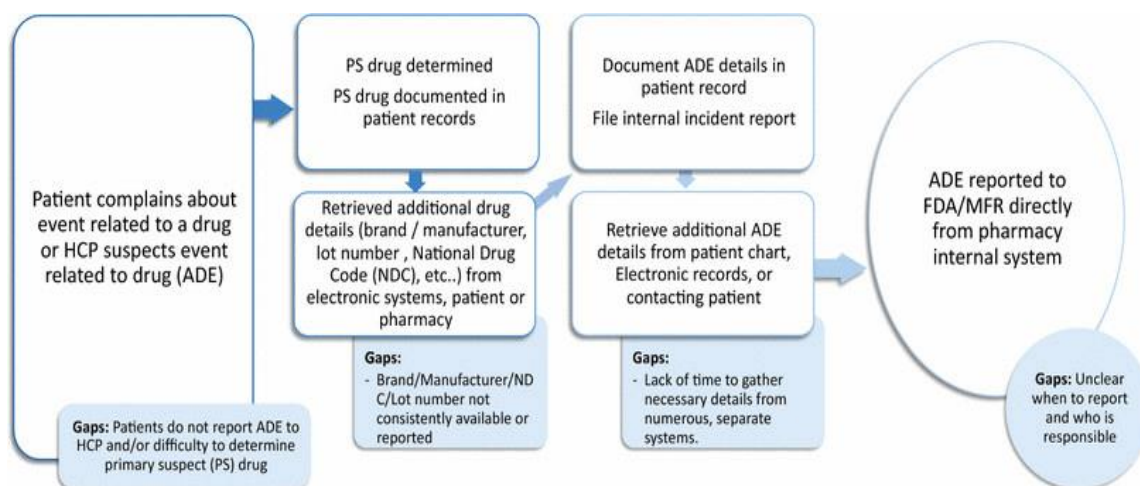 Patient complains about
event related to a drug
or HCP suspects event
related to drug (ADE)
Gaps: Patients do not report ADE to
HCP and/or difficulty to determine
primary suspect (PS) drug
PS drug determined
PS drug documented in
patient records
Retrieved additional drug
details (brand / manufacturer,
lot number , National Drug
Code (NDC), etc..) from
electronic systems, patient or
pharmacy
Gaps:
- Brand/Manufacturer/ND
C/Lot number not
consistently available or
reported
Document ADE details in
patient record
File internal incident report
Retrieve additional ADE
details from patient chart,
Electronic records, or
contacting patient
Gaps:
- Lack of time to gather
necessary details from
numerous, separate
systems.
ADE reported to
FDA/MFR directly
from pharmacy
internal system
Gaps: Unclear
when to report
and who is
responsible